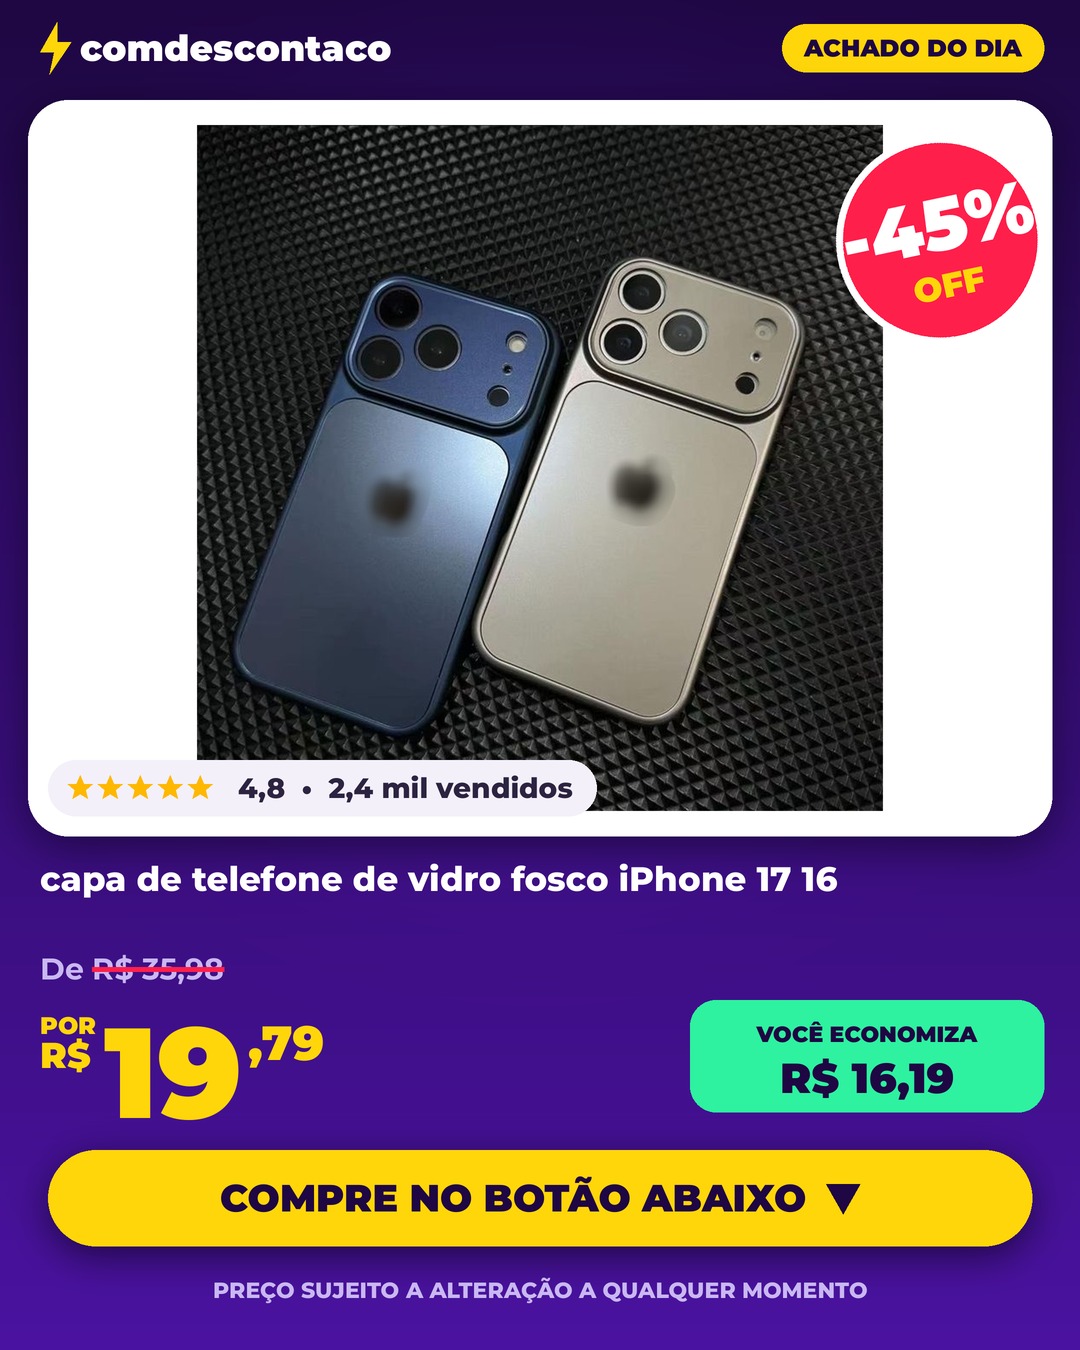 comdescontaco
ACHADO DO DIA
-45%
OFF
4,8 • 2,4 mil vendidos
capa de telefone de vidro fosco iPhone 17 16
De R$ 35,98
POR
R$ 19,79
VOCÊ ECONOMIZA
R$ 16,19
COMPRE NO BOTÃO ABAIXO ▼
PREÇO SUJEITO A ALTERAÇÃO A QUALQUER MOMENTO